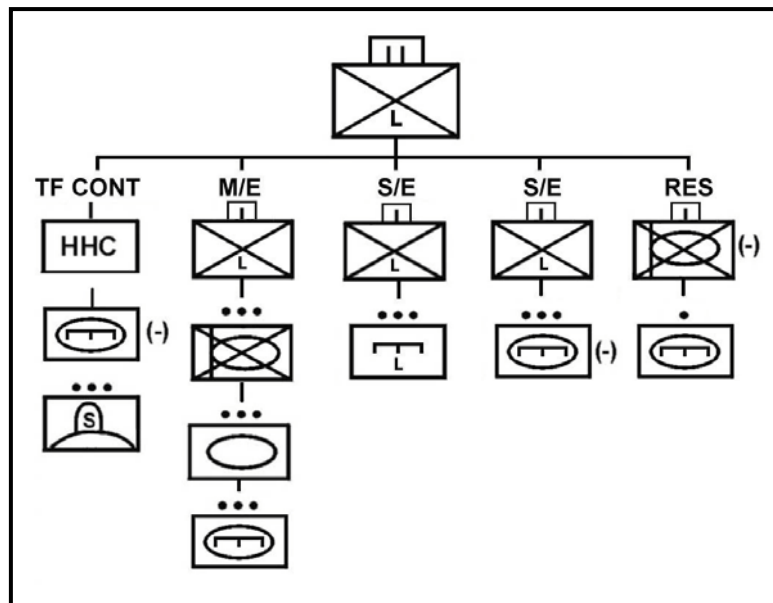 L
TF CONT M/E S/E S/E RES
HHC L L L (-)
(-) L (-)
S